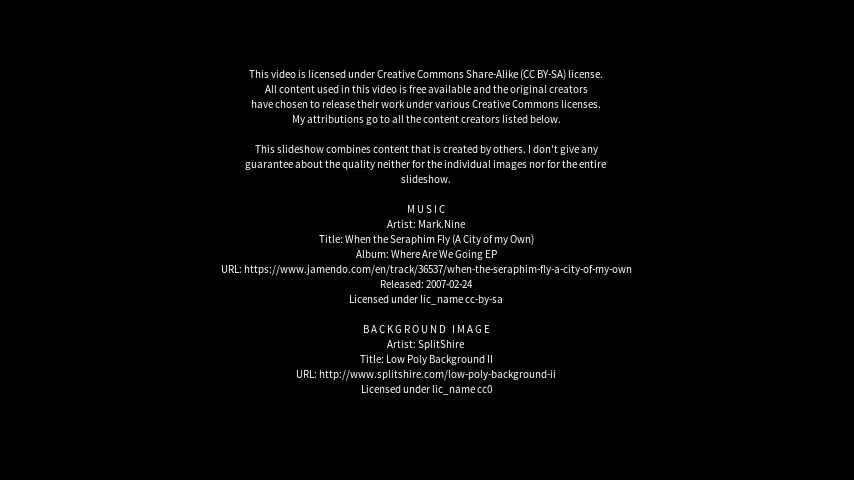 This video is licensed under Creative Commons Share-Alike (CC BY-SA) license.
All content used in this video is free available and the original creators
have chosen to release their work under various Creative Commons licenses.
My attributions go to all the content creators listed below.
This slideshow combines content that is created by others. I don't give any
guarantee about the quality neither for the individual images nor for the entire
slideshow.
MUSIC
Artist: Mark.Nine
Title: When the Seraphim Fly (A City of my Own)
Album: Where Are We Going EP
URL: https://www.jamendo.com/en/track/36537/when-the-seraphim-fly-a-city-of-my-own
Released: 2007-02-24
Licensed under lic_name cc-by-sa
BACKGROUND IMAGE
Artist: SplitShire
Title: Low Poly Background II
URL: http://www.splitshire.com/low-poly-background-ii
Licensed under lic_name cc0